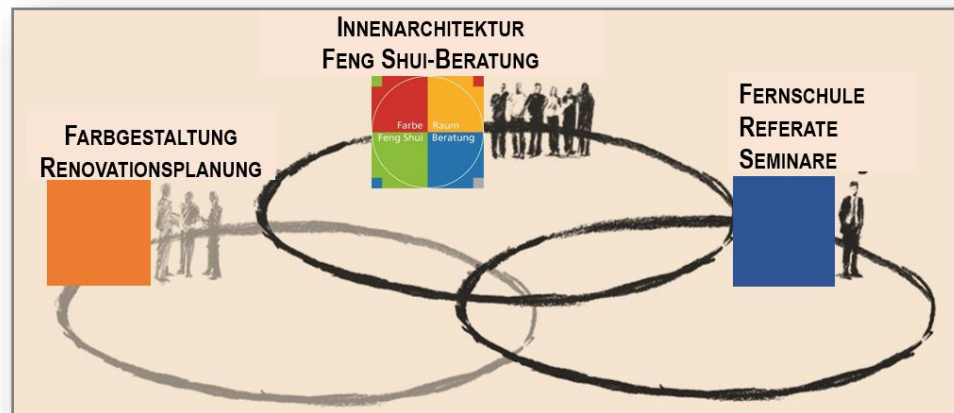 INNENARCHITEKTUR
FENG SHUI-BERATUNG
Farbe Raum
Feng Shui Beratung
FARBGESTALTUNG
RENOVATIONSPLANUNG
FERNSCHULE
REFERATE
SEMINARE